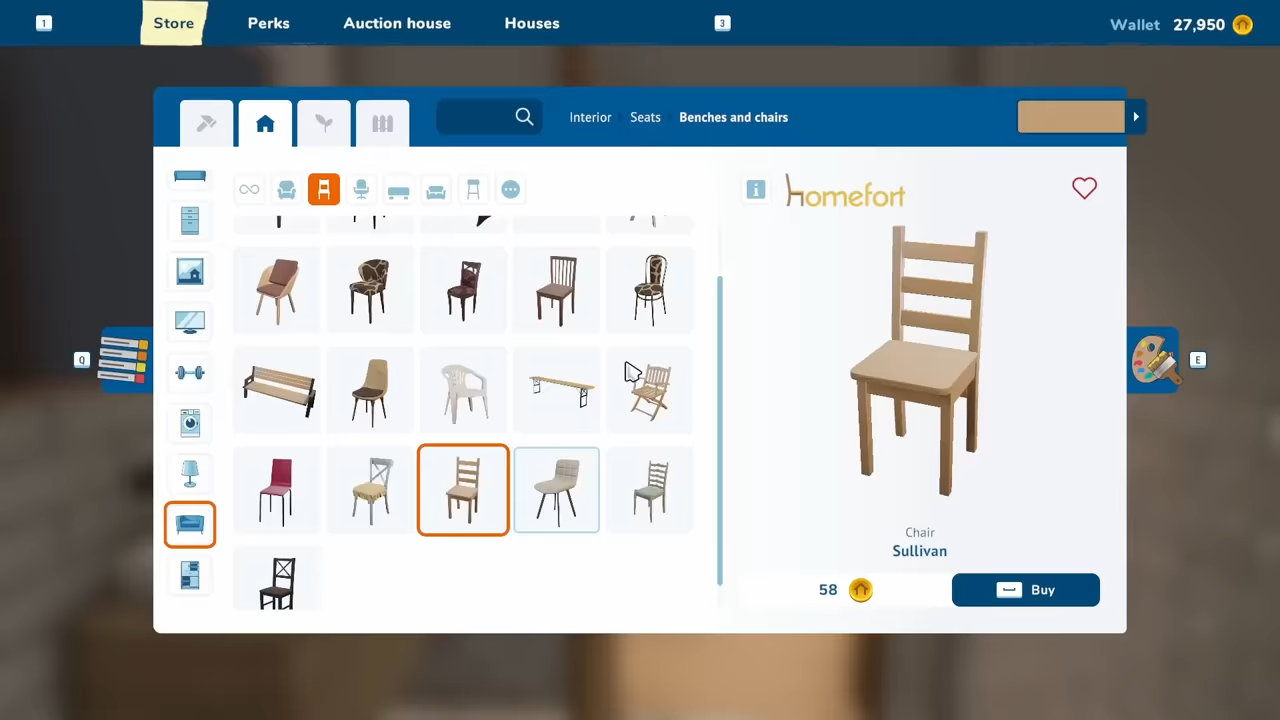 1
Store
Perks
Auction house
Houses
3
Wallet 27,950
Interior
Seats
Benches and chairs
homefort
Q
E
Chair
Sullivan
58
Buy